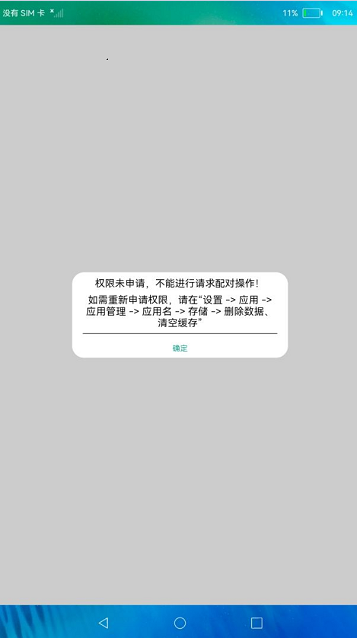 没有 SIM 卡
11%
09:14
权限未申请，不能进行请求配对操作！
如需重新申请权限，请在“设置 -> 应用 ->
应用管理 -> 应用名 -> 存储 -> 删除数据、
清空缓存”
确定